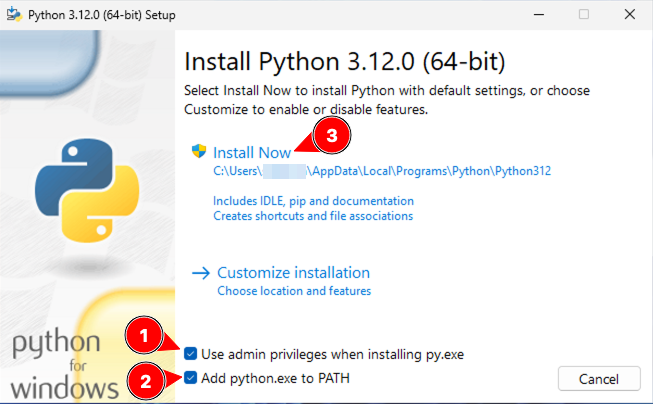 Python 3.12.0 (64-bit) Setup
Install Python 3.12.0 (64-bit)
Select Install Now to install Python with default settings, or choose
Customize to enable or disable features.
3
Install Now
C:\Users\ \AppData\Local\Programs\Python\Python312
Includes IDLE, pip and documentation
Creates shortcuts and file associations
Customize installation
Choose location and features
1
Use admin privileges when installing py.exe
2
Add python.exe to PATH
Cancel
python
for
windows